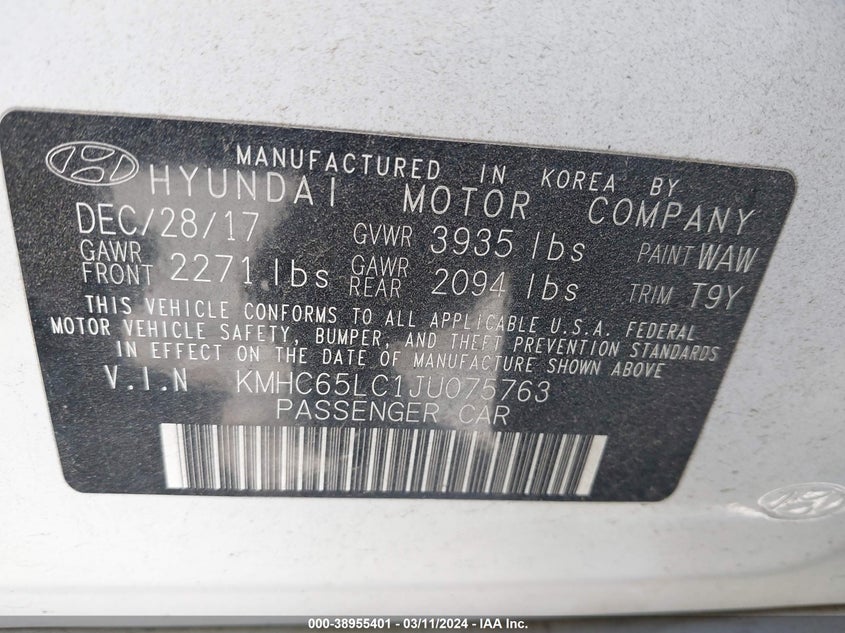 MANUFACTURED IN KOREA BY
HYUNDAI MOTOR COMPANY
DEC/28/17 GVWR 3935 lbs PAINT WAW
GAWR FRONT 2271 lbs GAWR REAR 2094 lbs TRIM T9Y
THIS VEHICLE CONFORMS TO ALL APPLICABLE U.S.A. FEDERAL
MOTOR VEHICLE SAFETY, BUMPER, AND THEFT PREVENTION STANDARDS
IN EFFECT ON THE DATE OF MANUFACTURE SHOWN ABOVE
V.I.N KMHC65LC1JU075763
PASSENGER CAR
000-38955401 - 03/11/2024 - IAA Inc.